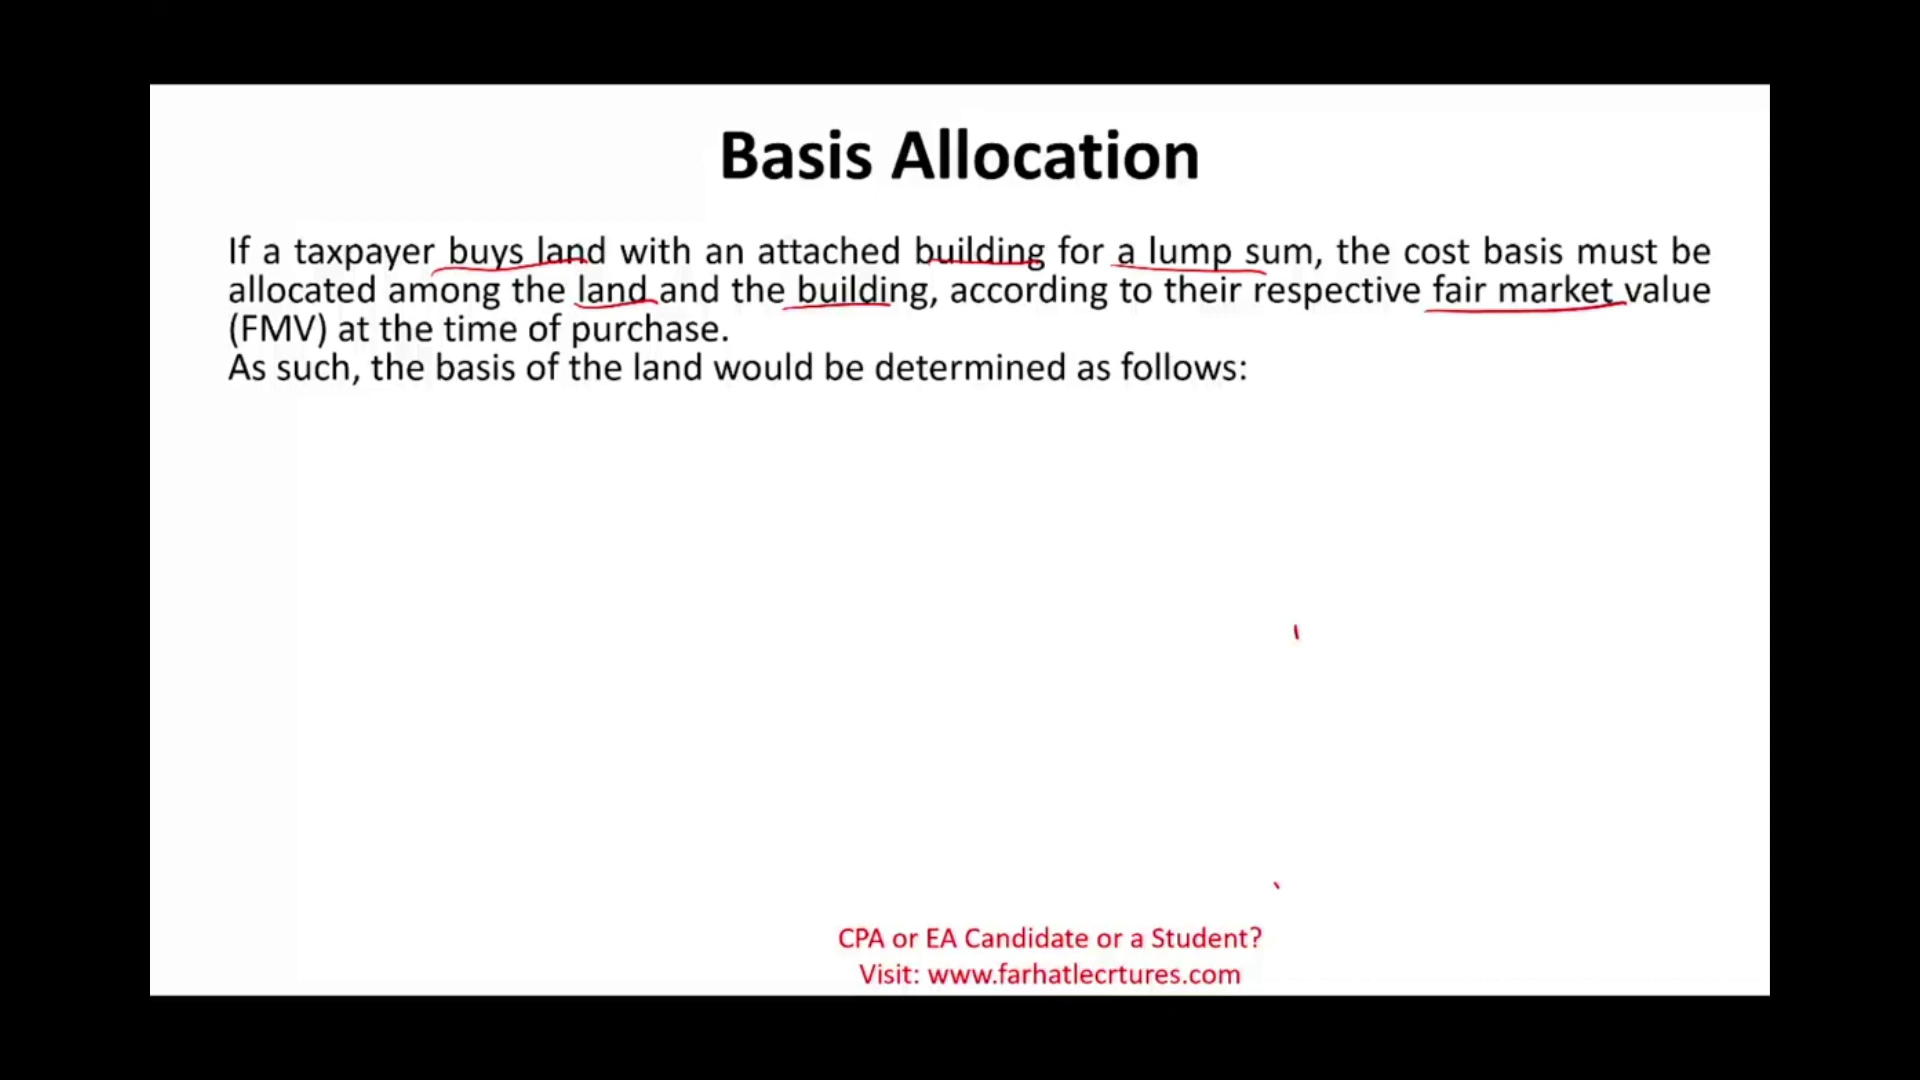 Basis Allocation
If a taxpayer buys land with an attached building for a lump sum, the cost basis must be
allocated among the land and the building, according to their respective fair market value
(FMV) at the time of purchase.
As such, the basis of the land would be determined as follows:
CPA or EA Candidate or a Student?
Visit: www.farhatlecrtures.com